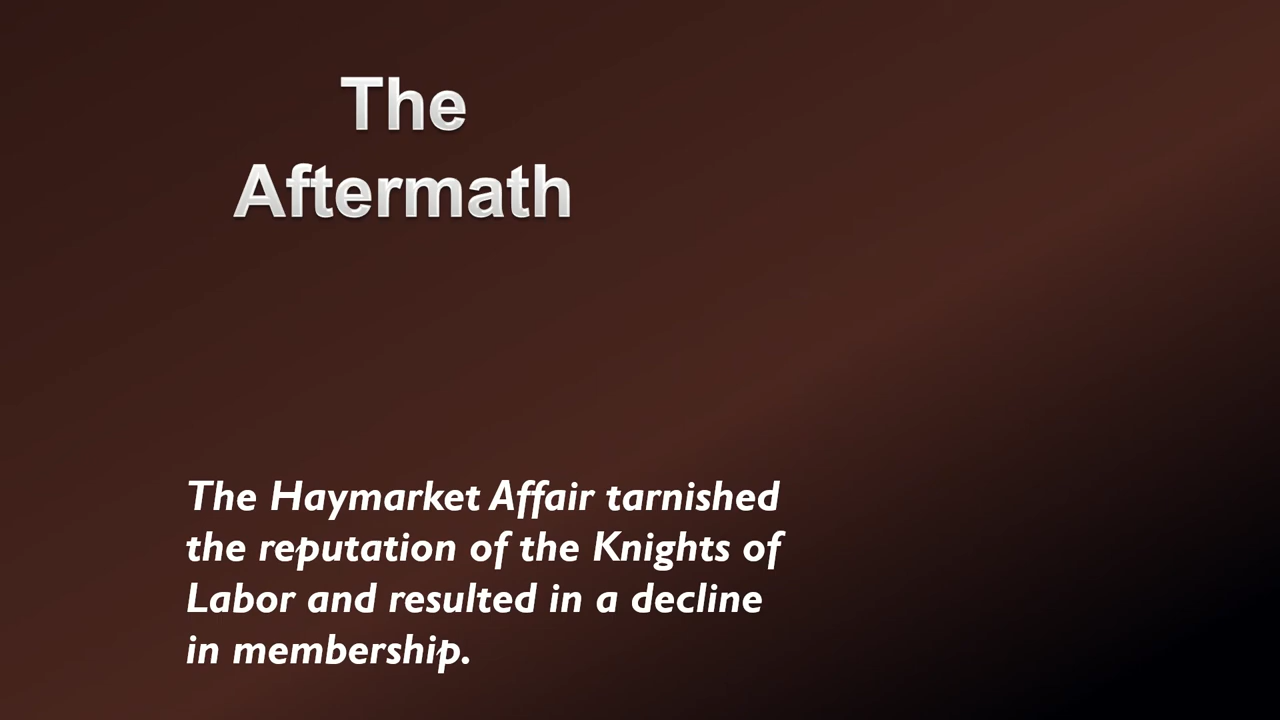 The
Aftermath
The Haymarket Affair tarnished
the reputation of the Knights of
Labor and resulted in a decline
in membership.